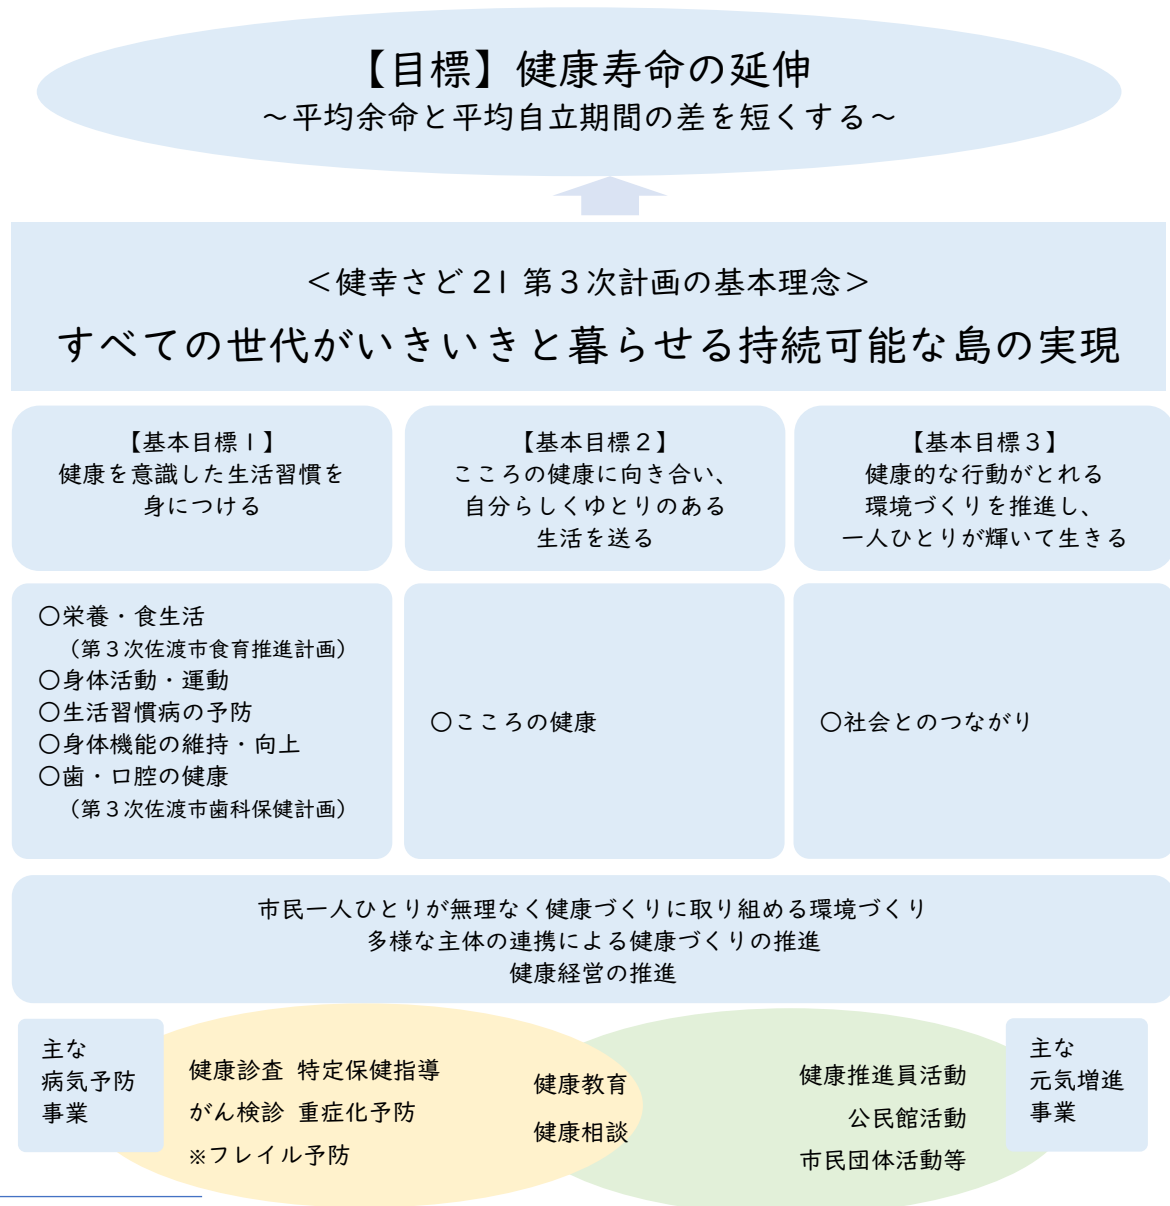 【目標】健康寿命の延伸
～平均余命と平均自立期間の差を短くする～
＜健幸さど21 第３次計画の基本理念＞
すべての世代がいきいきと暮らせる持続可能な島の実現
【基本目標１】
健康を意識した生活習慣を
身につける
【基本目標２】
こころの健康に向き合い、
自分らしくゆとりのある
生活を送る
【基本目標３】
健康的な行動がとれる
環境づくりを推進し、
一人ひとりが輝いて生きる
○栄養・食生活
（第３次佐渡市食育推進計画）
○身体活動・運動
○生活習慣病の予防
○身体機能の維持・向上
○歯・口腔の健康
（第３次佐渡市歯科保健計画）
○こころの健康
○社会とのつながり
市民一人ひとりが無理なく健康づくりに取り組める環境づくり
多様な主体の連携による健康づくりの推進
健康経営の推進
主な
病気予防
事業
健康診査 特定保健指導
がん検診 重症化予防
※フレイル予防
健康教育
健康相談
健康推進員活動
公民館活動
市民団体活動等
主な
元気増進
事業